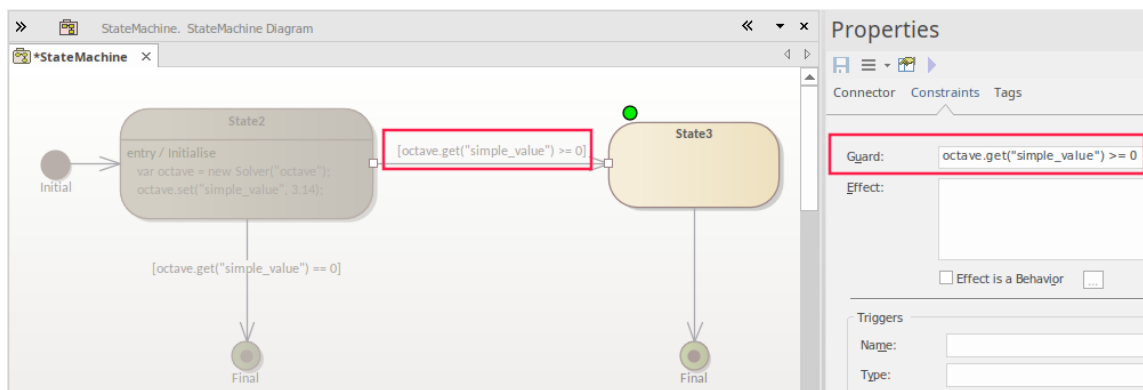 StateMachine. StateMachine Diagram
*StateMachine
State2
entry / Initialise
var octave = new Solver("octave");
octave.set("simple_value", 3.14);
Initial
[octave.get("simple_value") >= 0]
State3
[octave.get("simple_value") == 0]
Final
Final
Properties
Connector Constraints Tags
Guard: octave.get("simple_value") >= 0
Effect:
Effect is a Behavior ...
Triggers
Name:
Type: